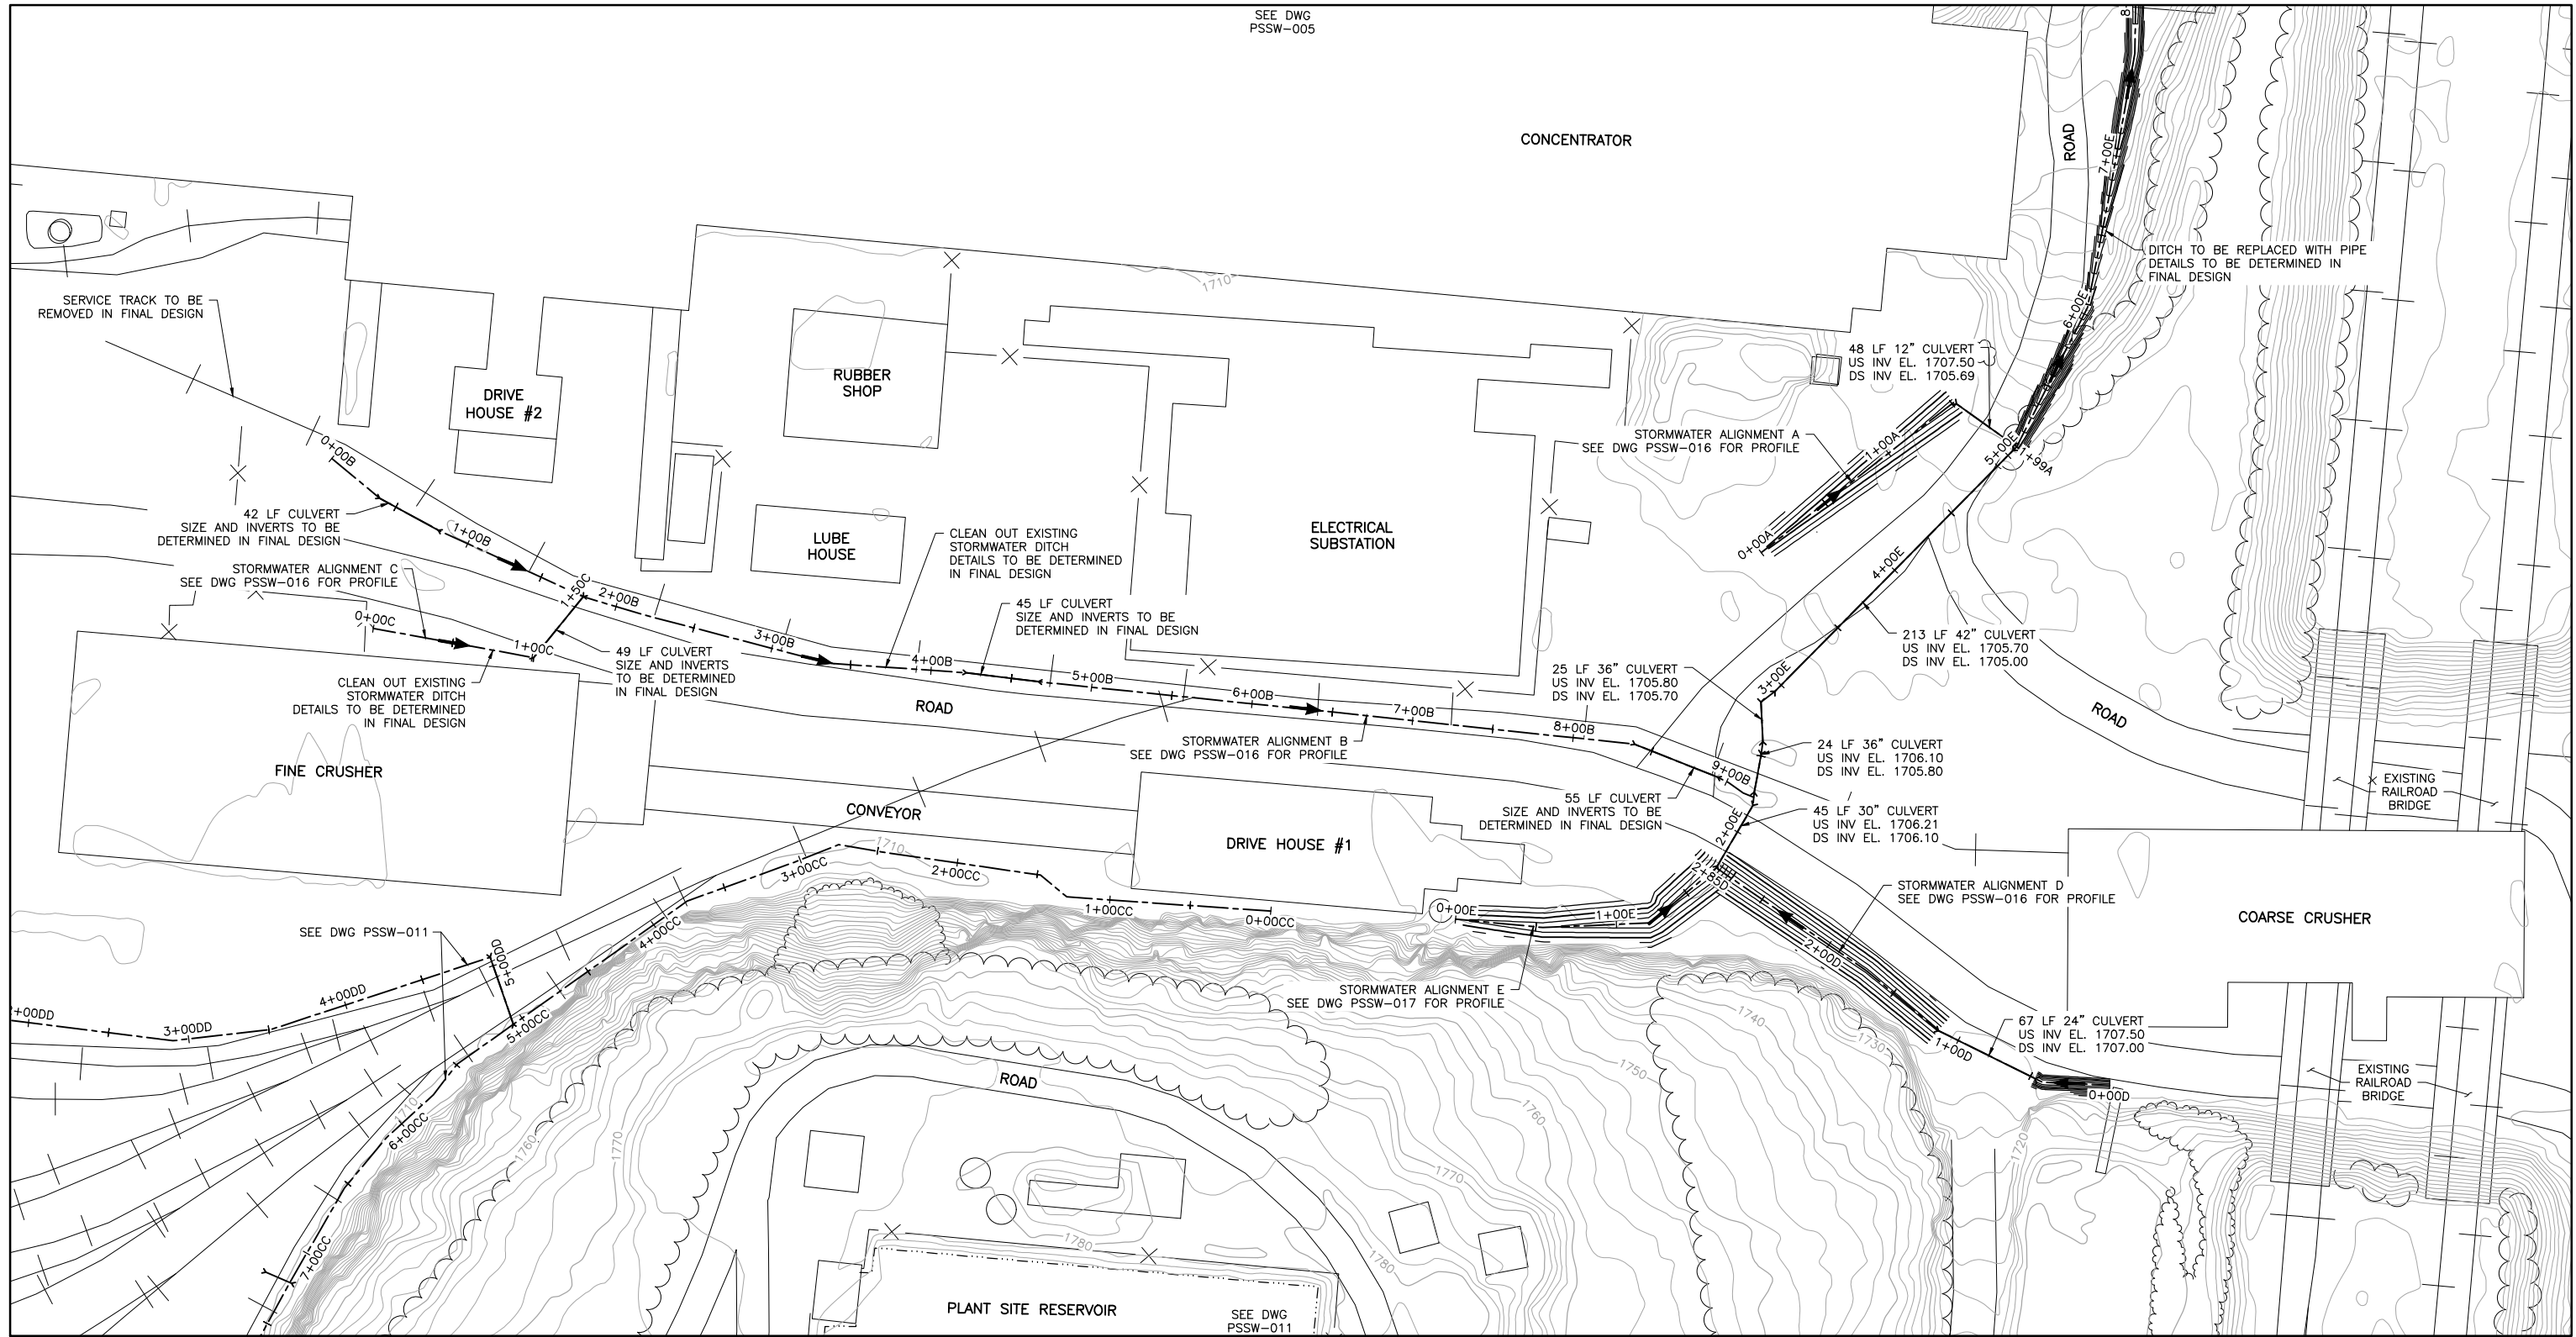 SEE DWG
PSSW-005
8
CONCENTRATOR
ROAD
7+00E
DITCH TO BE REPLACED WITH PIPE
DETAILS TO BE DETERMINED IN
FINAL DESIGN
1710
SERVICE TRACK TO BE
REMOVED IN FINAL DESIGN
6+00E
48 LF 12" CULVERT
US INV EL. 1707.50
DS INV EL. 1705.69
RUBBER
SHOP
DRIVE
HOUSE #2
STORMWATER ALIGNMENT A
SEE DWG PSSW-016 FOR PROFILE
1+00A
5+00E
1+99A
0+00B
42 LF CULVERT
SIZE AND INVERTS TO BE
DETERMINED IN FINAL DESIGN
1+00B
LUBE
HOUSE
CLEAN OUT EXISTING
STORMWATER DITCH
DETAILS TO BE DETERMINED
IN FINAL DESIGN
ELECTRICAL
SUBSTATION
0+00A
4+00E
STORMWATER ALIGNMENT C
SEE DWG PSSW-016 FOR PROFILE
1+50C
2+00B
0+00C
1+00C
3+00B
45 LF CULVERT
SIZE AND INVERTS TO BE
DETERMINED IN FINAL DESIGN
213 LF 42" CULVERT
US INV EL. 1705.70
DS INV EL. 1705.00
49 LF CULVERT
SIZE AND INVERTS
TO BE DETERMINED
IN FINAL DESIGN
4+00B
5+00B
6+00B
7+00B
8+00B
25 LF 36" CULVERT
US INV EL. 1705.80
DS INV EL. 1705.70
3+00E
CLEAN OUT EXISTING
STORMWATER DITCH
DETAILS TO BE DETERMINED
IN FINAL DESIGN
ROAD
ROAD
STORMWATER ALIGNMENT B
SEE DWG PSSW-016 FOR PROFILE
24 LF 36" CULVERT
US INV EL. 1706.10
DS INV EL. 1705.80
FINE CRUSHER
9+00B
EXISTING
RAILROAD
BRIDGE
CONVEYOR
55 LF CULVERT
SIZE AND INVERTS TO BE
DETERMINED IN FINAL DESIGN
2+00E
45 LF 30" CULVERT
US INV EL. 1706.21
DS INV EL. 1706.10
DRIVE HOUSE #1
1710
3+00CC
2+00CC
1+00CC
0+00CC
0+00E
1+00E
2+85D
STORMWATER ALIGNMENT D
SEE DWG PSSW-016 FOR PROFILE
COARSE CRUSHER
SEE DWG PSSW-011
4+00CC
5+00DD
2+00D
STORMWATER ALIGNMENT E
SEE DWG PSSW-017 FOR PROFILE
4+00DD
+00DD
3+00DD
5+00CC
1740
1730
67 LF 24" CULVERT
US INV EL. 1707.50
DS INV EL. 1707.00
1+00D
ROAD
1750
EXISTING
RAILROAD
BRIDGE
0+00D
1710
6+00CC
1760
1770
1760
1770
1720
7+00CC
1780
1780
PLANT SITE RESERVOIR
SEE DWG
PSSW-011